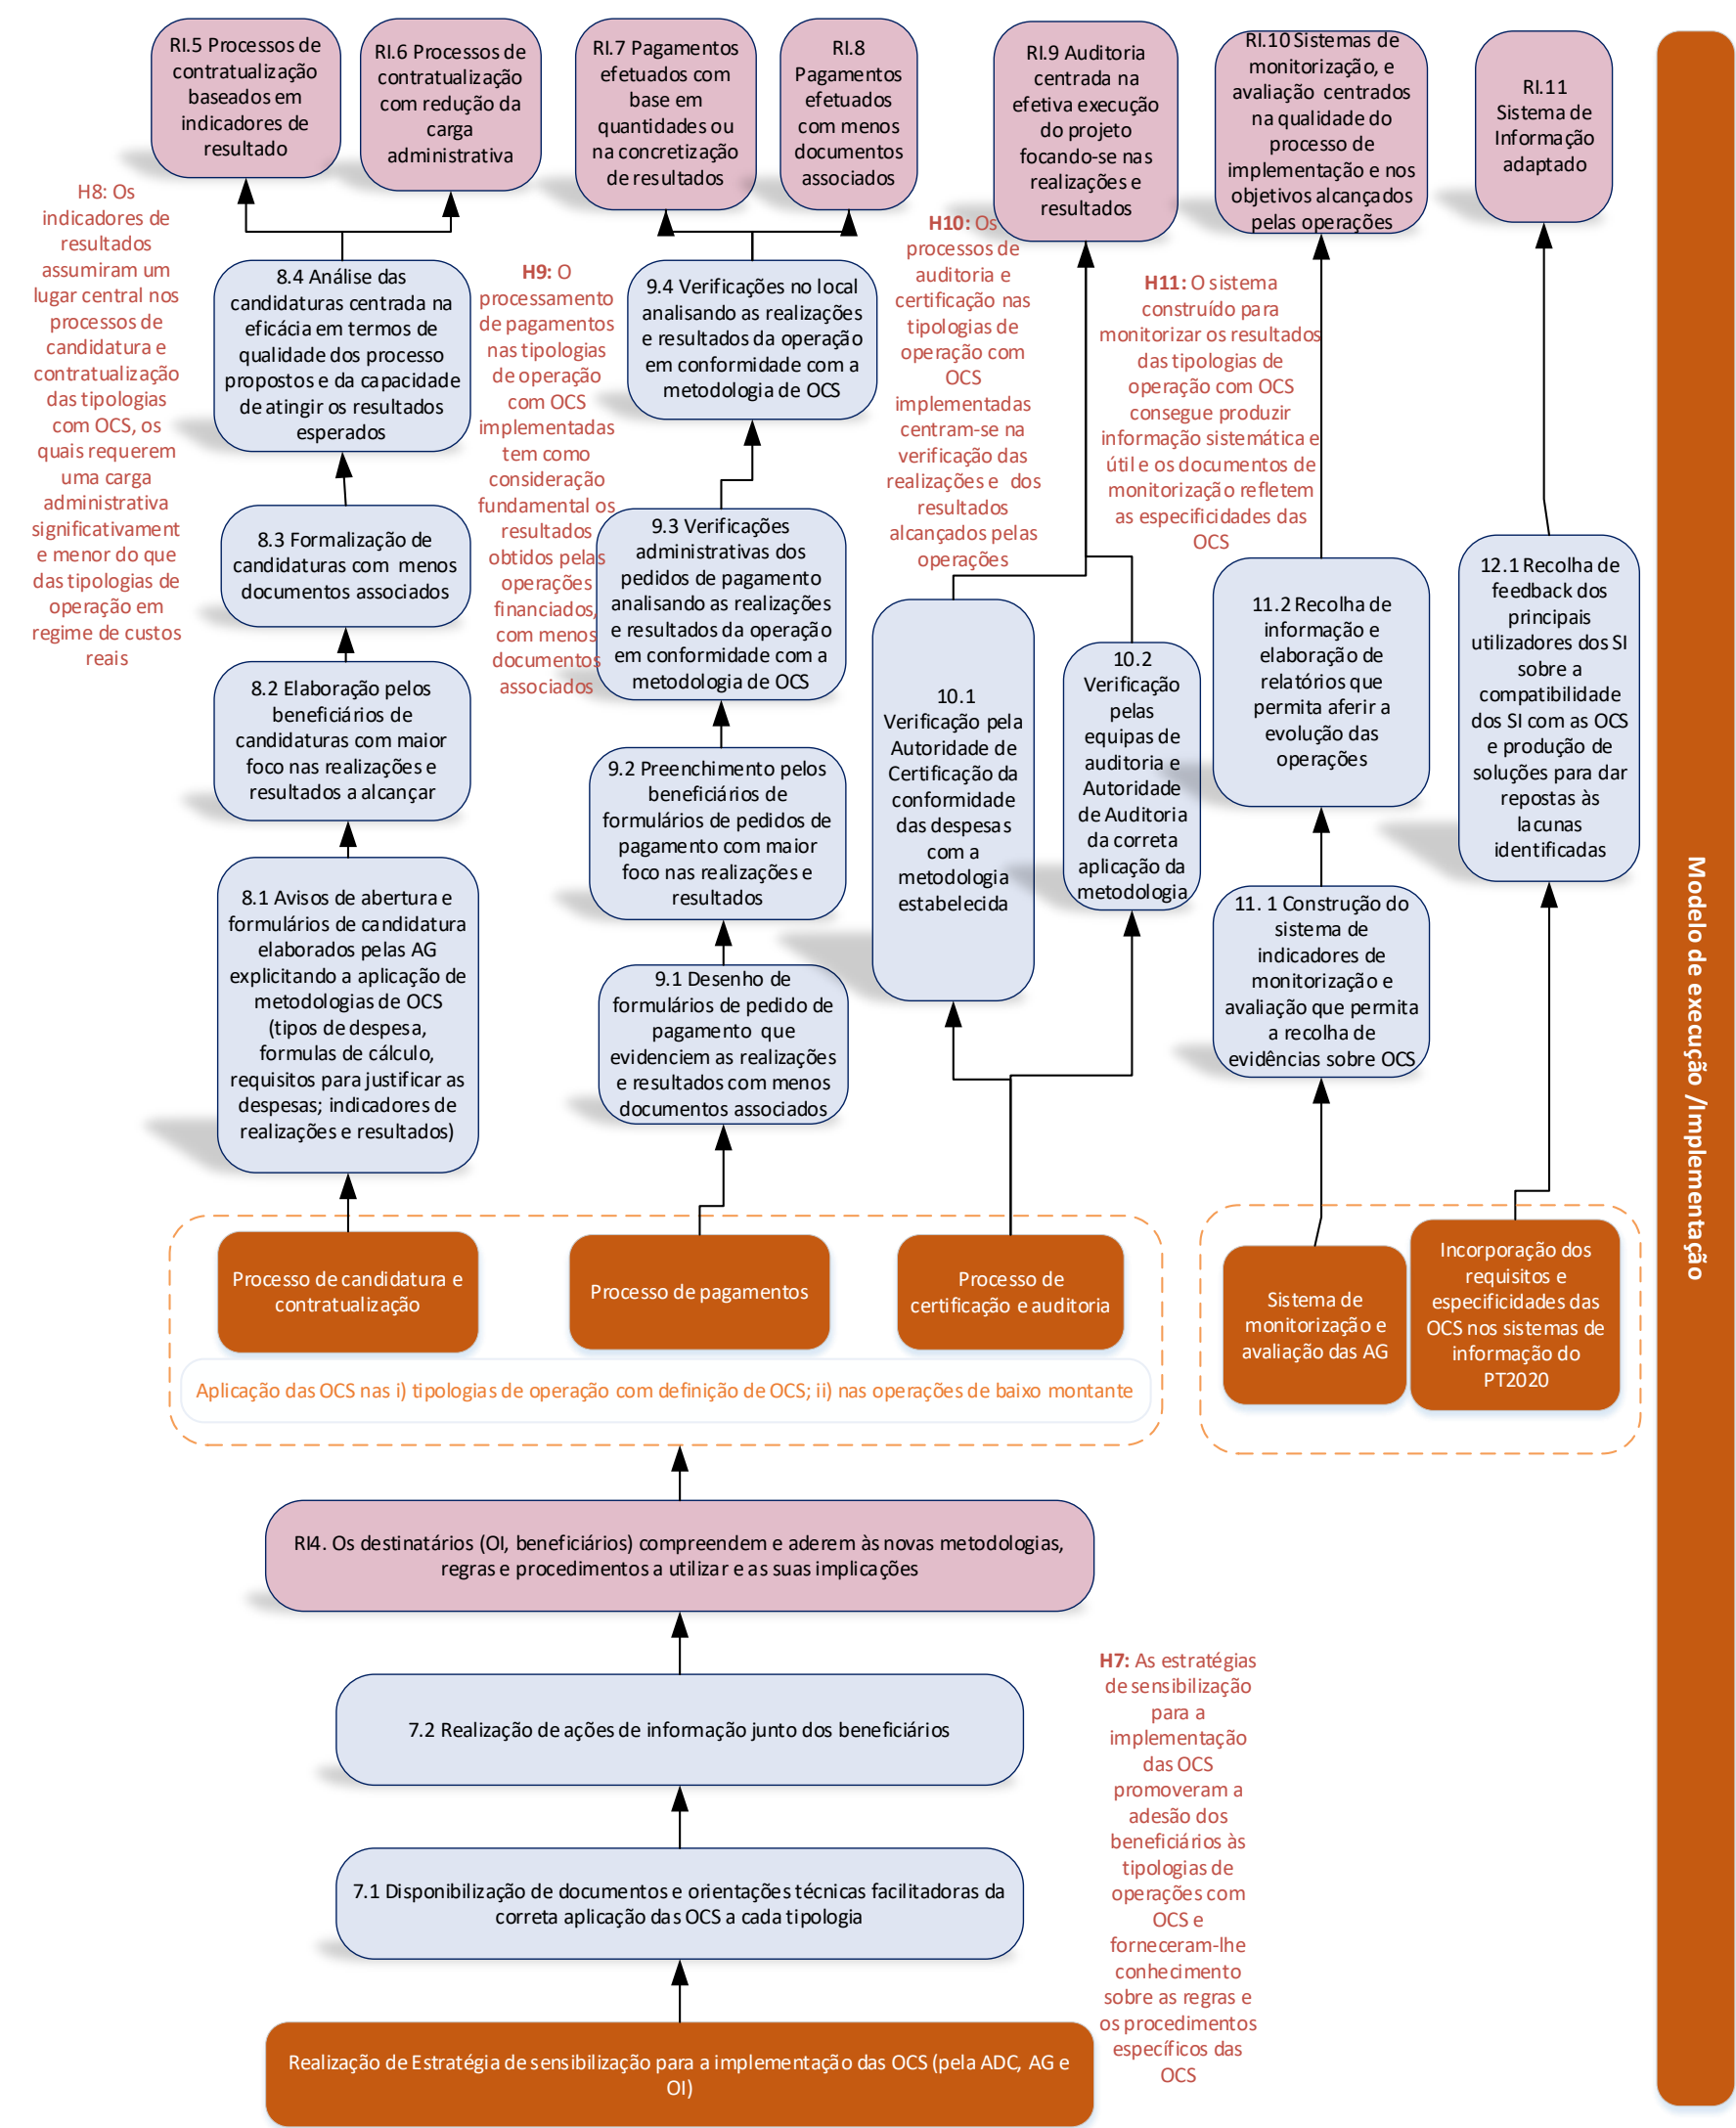 RI.5 Processos de
contratualização
baseados em
indicadores de
resultado
RI.6 Processos de
contratualização
com redução da
carga
administrativa
RI.7 Pagamentos
efetuados com
base em
quantidades ou
na concretização
de resultados
RI.8
Pagamentos
efetuados
com menos
documentos
associados
RI.9 Auditoria
centrada na
efetiva execução
do projeto
focando-se nas
realizações e
resultados
RI.10 Sistemas de
monitorização, e
avaliação centrados
na qualidade do
processo de
implementação e nos
objetivos alcançados
pelas operações
RI.11
Sistema de
Informação
adaptado
H8: Os
indicadores de
resultados
assumiram um
lugar central nos
processos de
candidatura e
contratualização
das tipologias
com OCS, os
quais requerem
uma carga
administrativa
significativament
e menor do que
das tipologias de
operação em
regime de custos
reais
8.4 Análise das
candidaturas centrada na
eficácia em termos de
qualidade dos processo
propostos e da capacidade
de atingir os resultados
esperados
8.3 Formalização de
candidaturas com menos
documentos associados
8.2 Elaboração pelos
beneficiários de
candidaturas com maior
foco nas realizações e
resultados a alcançar
8.1 Avisos de abertura e
formulários de candidatura
elaborados pelas AG
explicitando a aplicação de
metodologias de OCS
(tipos de despesa,
formulas de cálculo,
requisitos para justificar as
despesas; indicadores de
realizações e resultados)
H9: O
processamento
de pagamentos
nas tipologias
de operação
com OCS
implementadas
tem como
consideração
fundamental os
resultados
obtidos pelas
operações
financiados,
com menos
documentos
associados
9.4 Verificações no local
analisando as realizações
e resultados da operação
em conformidade com a
metodologia de OCS
9.3 Verificações
administrativas dos
pedidos de pagamento
analisando as realizações
e resultados da operação
em conformidade com a
metodologia de OCS
9.2 Preenchimento pelos
beneficiários de
formulários de pedidos de
pagamento com maior
foco nas realizações e
resultados
9.1 Desenho de
formulários de pedido de
pagamento que
evidenciem as realizações
e resultados com menos
documentos associados
H10: Os
processos de
auditoria e
certificação nas
tipologias de
operação com
OCS
implementadas
centram-se na
verificação das
realizações e dos
resultados
alcançados pelas
operações
10.1
Verificação pela
Autoridade de
Certificação da
conformidade
das despesas
com a
metodologia
estabelecida
10.2
Verificação
pelas
equipas de
auditoria e
Autoridade
de Auditoria
da correta
aplicação da
metodologia
H11: O sistema
construído para
monitorizar os resultados
das tipologias de
operação com OCS
consegue produzir
informação sistemática e
útil e os documentos de
monitorização refletem
as especificidades das
OCS
11.2 Recolha de
informação e
elaboração de
relatórios que
permita aferir a
evolução das
operações
11. 1 Construção do
sistema de
indicadores de
monitorização e
avaliação que permita
a recolha de
evidências sobre OCS
12.1 Recolha de
feedback dos
principais
utilizadores dos SI
sobre a
compatibilidade
dos SI com as OCS
e produção de
soluções para dar
repostas às
lacunas
identificadas
Modelo de execução /Implementação
Processo de candidatura e
contratualização
Processo de pagamentos
Processo de
certificação e auditoria
Aplicação das OCS nas i) tipologias de operação com definição de OCS; ii) nas operações de baixo montante
Sistema de
monitorização e
avaliação das AG
Incorporação dos
requisitos e
especificidades das
OCS nos sistemas de
informação do
PT2020
RI4. Os destinatários (OI, beneficiários) compreendem e aderem às novas metodologias,
regras e procedimentos a utilizar e as suas implicações
7.2 Realização de ações de informação junto dos beneficiários
7.1 Disponibilização de documentos e orientações técnicas facilitadoras da
correta aplicação das OCS a cada tipologia
Realização de Estratégia de sensibilização para a implementação das OCS (pela ADC, AG e
OI)
H7: As estratégias
de sensibilização
para a
implementação
das OCS
promoveram a
adesão dos
beneficiários às
tipologias de
operações com
OCS e
forneceram-lhe
conhecimento
sobre as regras e
os procedimentos
específicos das
OCS